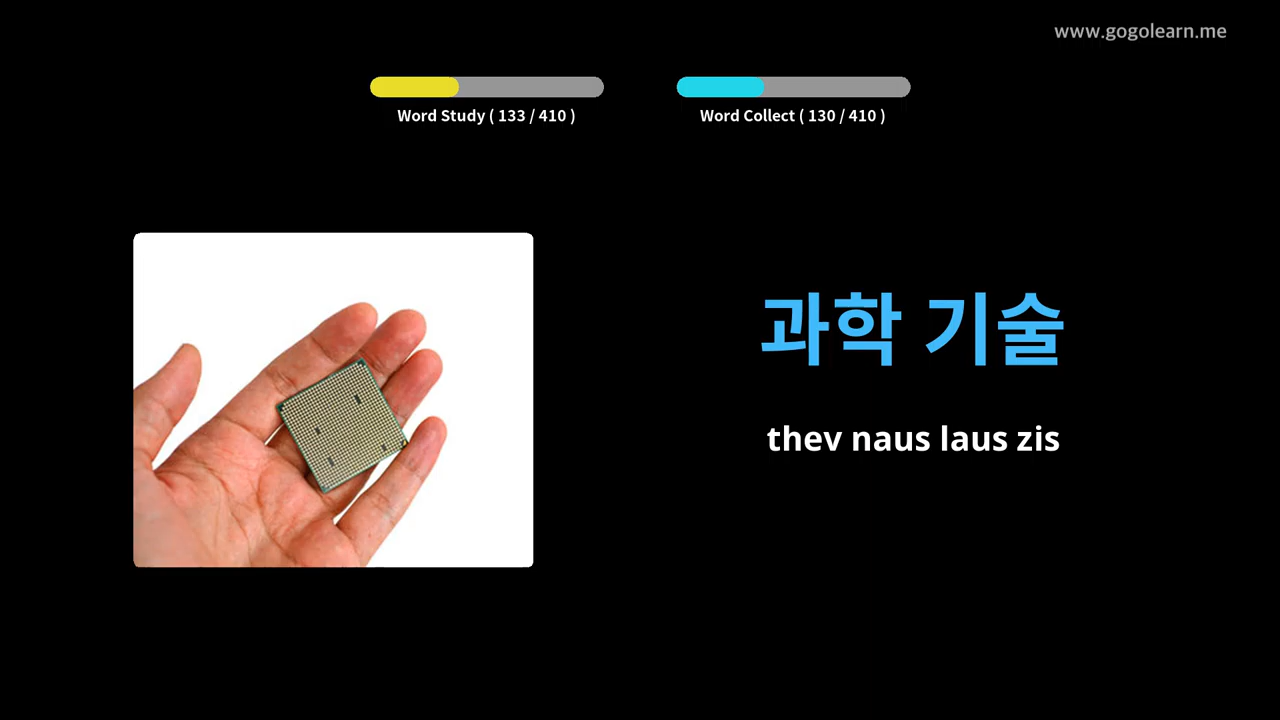 www.gogolearn.me
Word Study ( 133 / 410 )
Word Collect ( 130 / 410 )
과학 기술
thev naus laus zis